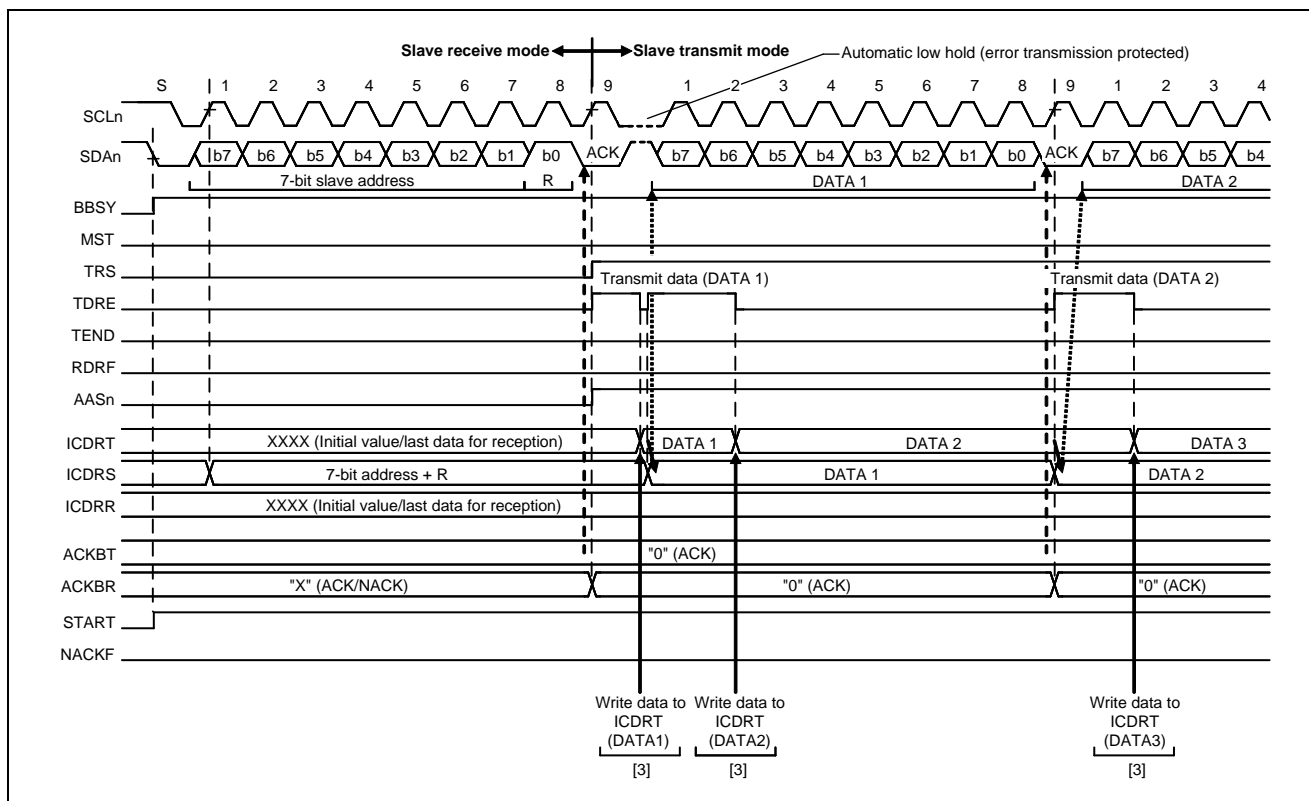 Slave receive mode Slave transmit mode Automatic low hold (error transmission protected)
S 1 2 3 4 5 6 7 8 9 1 2 3 4 5 6 7 8 9 1 2 3 4
SCLn
SDAn b7 b6 b5 b4 b3 b2 b1 b0 ACK b7 b6 b5 b4 b3 b2 b1 b0 ACK b7 b6 b5 b4
7-bit slave address R DATA 1 DATA 2
BBSY
MST
TRS
Transmit data (DATA 1) Transmit data (DATA 2)
TDRE
TEND
RDRF
AASn
ICDRT XXXX (Initial value/last data for reception) DATA 1 DATA 2 DATA 3
ICDRS 7-bit address + R DATA 1 DATA 2
ICDRR XXXX (Initial value/last data for reception)
ACKBT "0" (ACK)
ACKBR "X" (ACK/NACK) "0" (ACK) "0" (ACK)
START
NACKF
Write data to Write data to Write data to
ICDRT ICDRT ICDRT
(DATA1) (DATA2) (DATA3)
[3] [3] [3]